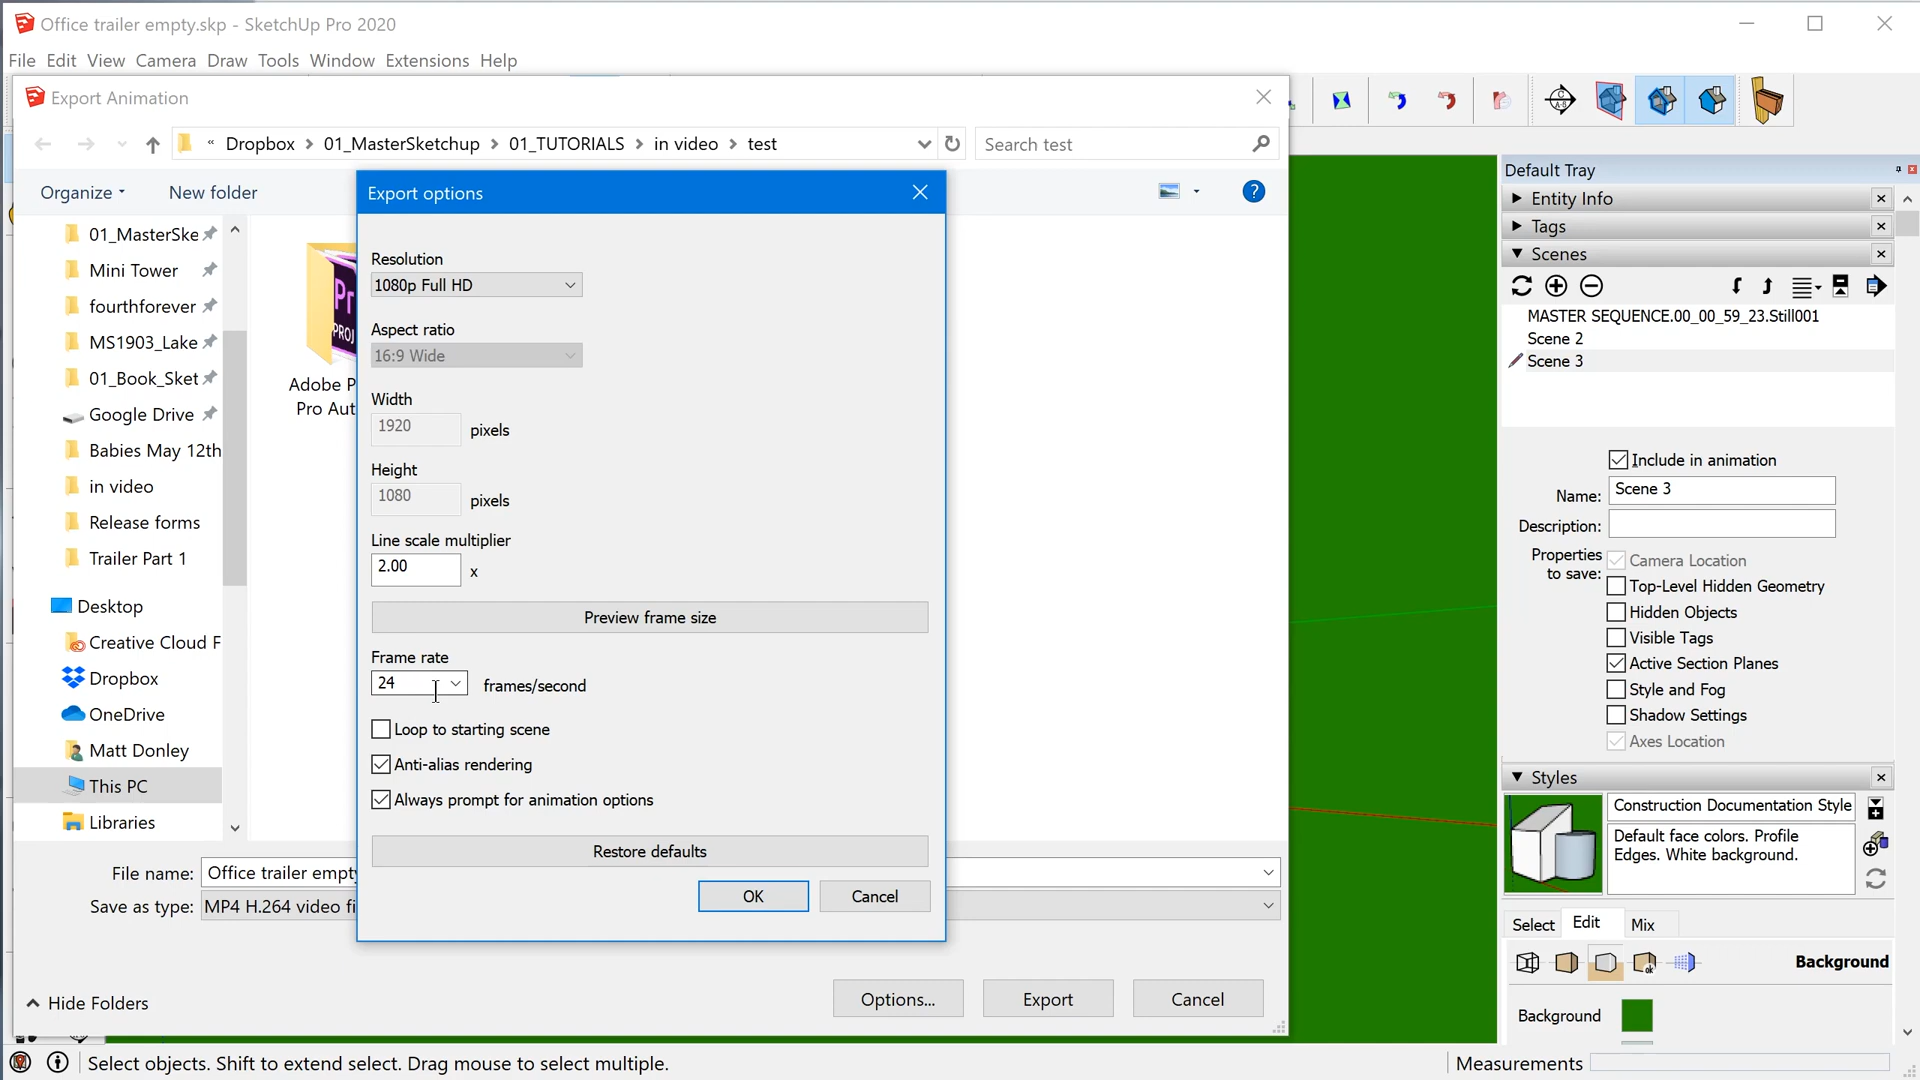 Office trailer empty.skp - SketchUp Pro 2020
File Edit View Camera Draw Tools Window Extensions Help
Export Animation
« Dropbox > 01_MasterSketchup > 01_TUTORIALS > in video > test
Search test
Organize
New folder
Export options
01_MasterSke
Mini Tower
fourthforever
MS1903_Lake
01_Book_Sket
Google Drive
Babies May 12th
in video
Release forms
Trailer Part 1
Desktop
Creative Cloud F
Dropbox
OneDrive
Matt Donley
This PC
Libraries
Pr
PROJ
Adobe P
Pro Aut
Resolution
1080p Full HD
Aspect ratio
16:9 Wide
Width
1920 pixels
Height
1080 pixels
Line scale multiplier
2.00 x
Preview frame size
Frame rate
24 frames/second
Loop to starting scene
Anti-alias rendering
Always prompt for animation options
Restore defaults
OK Cancel
File name: Office trailer empty
Save as type: MP4 H.264 video fi
Hide Folders
Options... Export Cancel
Default Tray
Entity Info
Tags
Scenes
MASTER SEQUENCE.00_00_59_23.Still001
Scene 2
Scene 3
Include in animation
Name: Scene 3
Description:
Properties
to save:
Camera Location
Top-Level Hidden Geometry
Hidden Objects
Visible Tags
Active Section Planes
Style and Fog
Shadow Settings
Axes Location
Styles
Construction Documentation Style
Default face colors. Profile
Edges. White background.
Select Edit Mix
Background
Background
Select objects. Shift to extend select. Drag mouse to select multiple.
Measurements